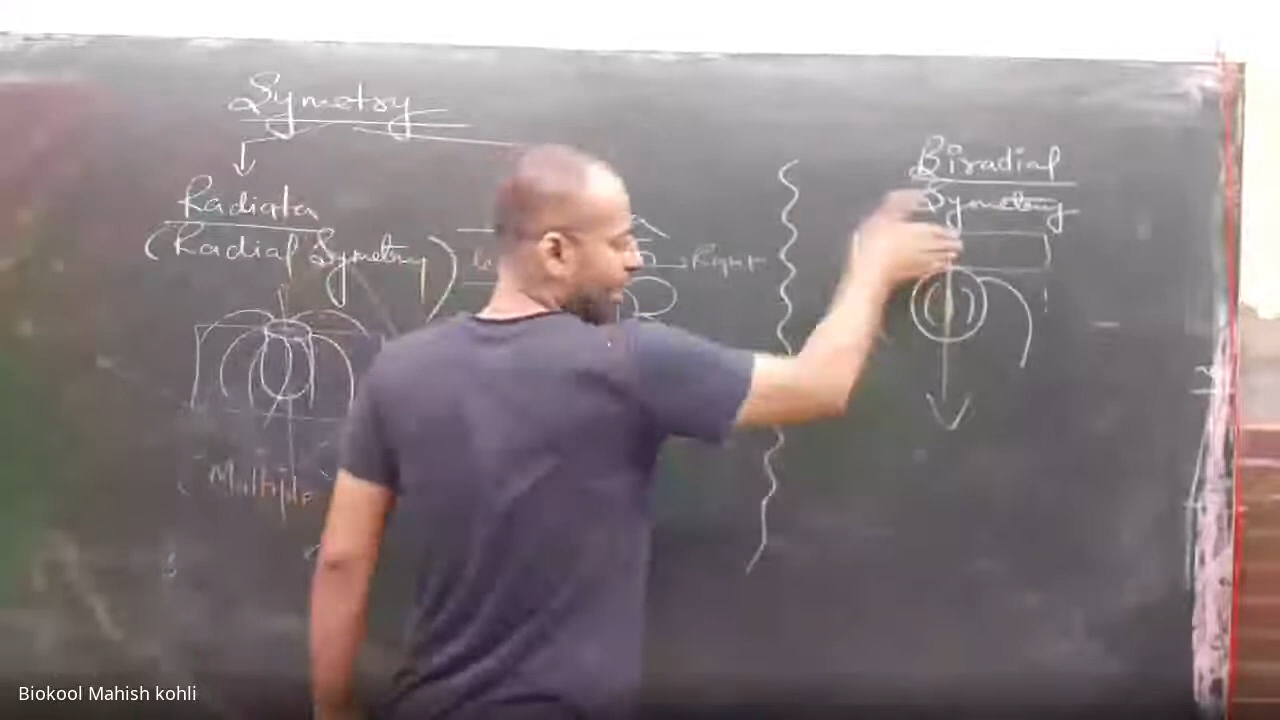 Symetry
Radiata
(Radial Symetry)
Right
Multiple
Biradial
Symetry
Biokool Mahish kohli